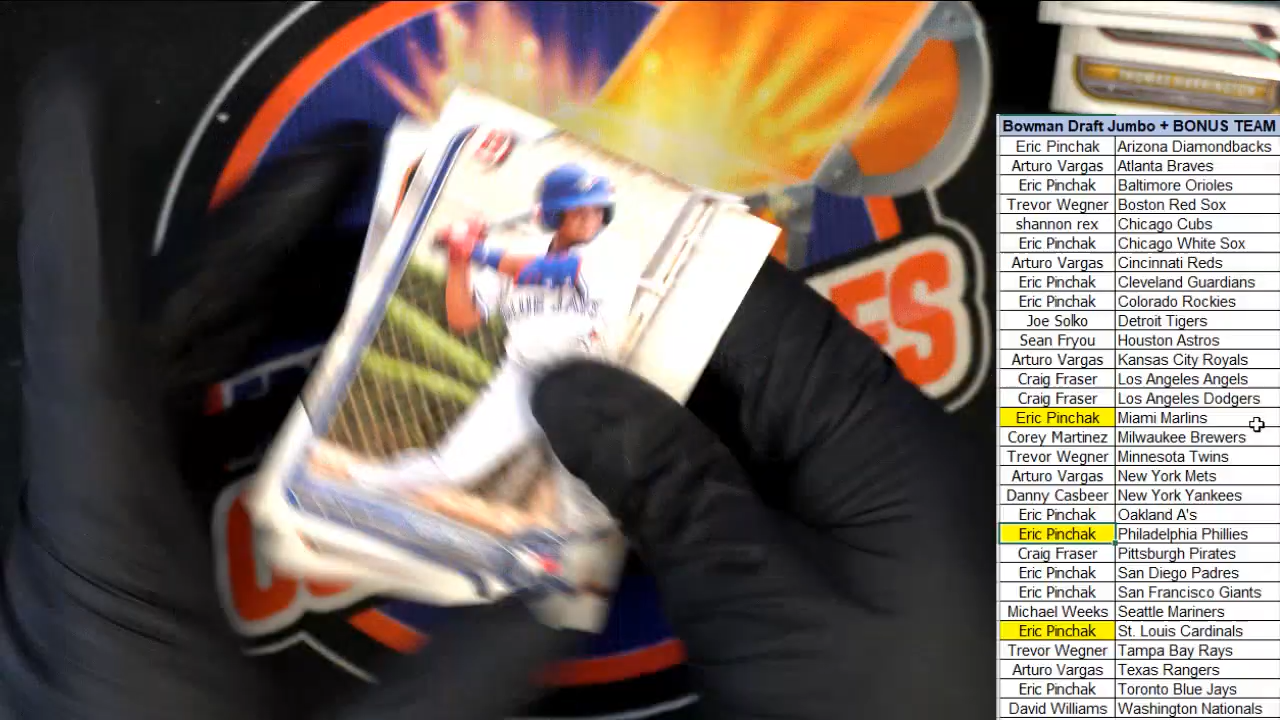 THOMAS HARRINGTON
BLUE JAYS
ES
Bowman Draft Jumbo + BONUS TEAM
Eric Pinchak Arizona Diamondbacks
Arturo Vargas Atlanta Braves
Eric Pinchak Baltimore Orioles
Trevor Wegner Boston Red Sox
shannon rex Chicago Cubs
Eric Pinchak Chicago White Sox
Arturo Vargas Cincinnati Reds
Eric Pinchak Cleveland Guardians
Eric Pinchak Colorado Rockies
Joe Solko Detroit Tigers
Sean Fryou Houston Astros
Arturo Vargas Kansas City Royals
Craig Fraser Los Angeles Angels
Craig Fraser Los Angeles Dodgers
Eric Pinchak Miami Marlins
Corey Martinez Milwaukee Brewers
Trevor Wegner Minnesota Twins
Arturo Vargas New York Mets
Danny Casbeer New York Yankees
Eric Pinchak Oakland A's
Eric Pinchak Philadelphia Phillies
Craig Fraser Pittsburgh Pirates
Eric Pinchak San Diego Padres
Eric Pinchak San Francisco Giants
Michael Weeks Seattle Mariners
Eric Pinchak St. Louis Cardinals
Trevor Wegner Tampa Bay Rays
Arturo Vargas Texas Rangers
Eric Pinchak Toronto Blue Jays
David Williams Washington Nationals